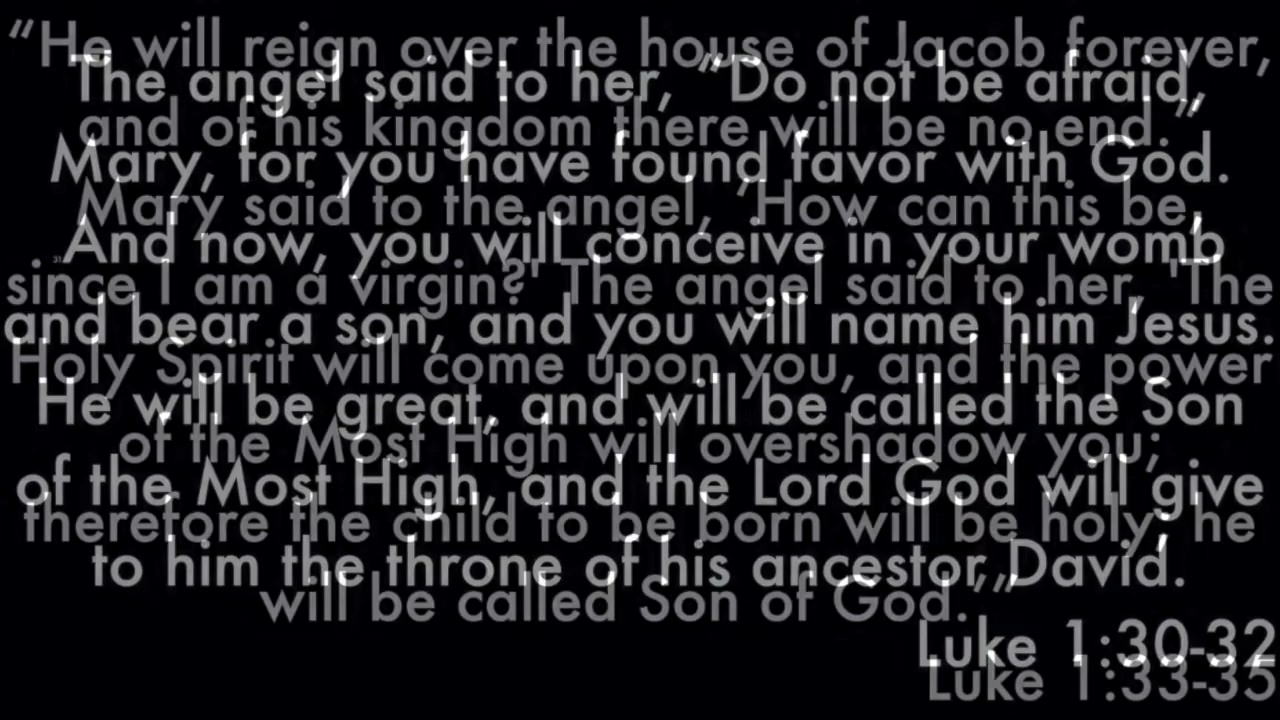 “He will reign over the house of Jacob forever,
The angel said to her, “Do not be afraid,
and of his kingdom there will be no end.”
Mary, for you have found favor with God.
Mary said to the angel, 'How can this be,
31 And now, you will conceive in your womb
since I am a virgin?' The angel said to her, 'The
and bear a son, and you will name him Jesus.
Holy Spirit will come upon you, and the power
He will be great, and will be called the Son
of the Most High will overshadow you;
of the Most High, and the Lord God will give
therefore the child to be born will be holy; he
to him the throne of his ancestor David.
will be called Son of God.’”
Luke 1:30-32
Luke 1:33-35